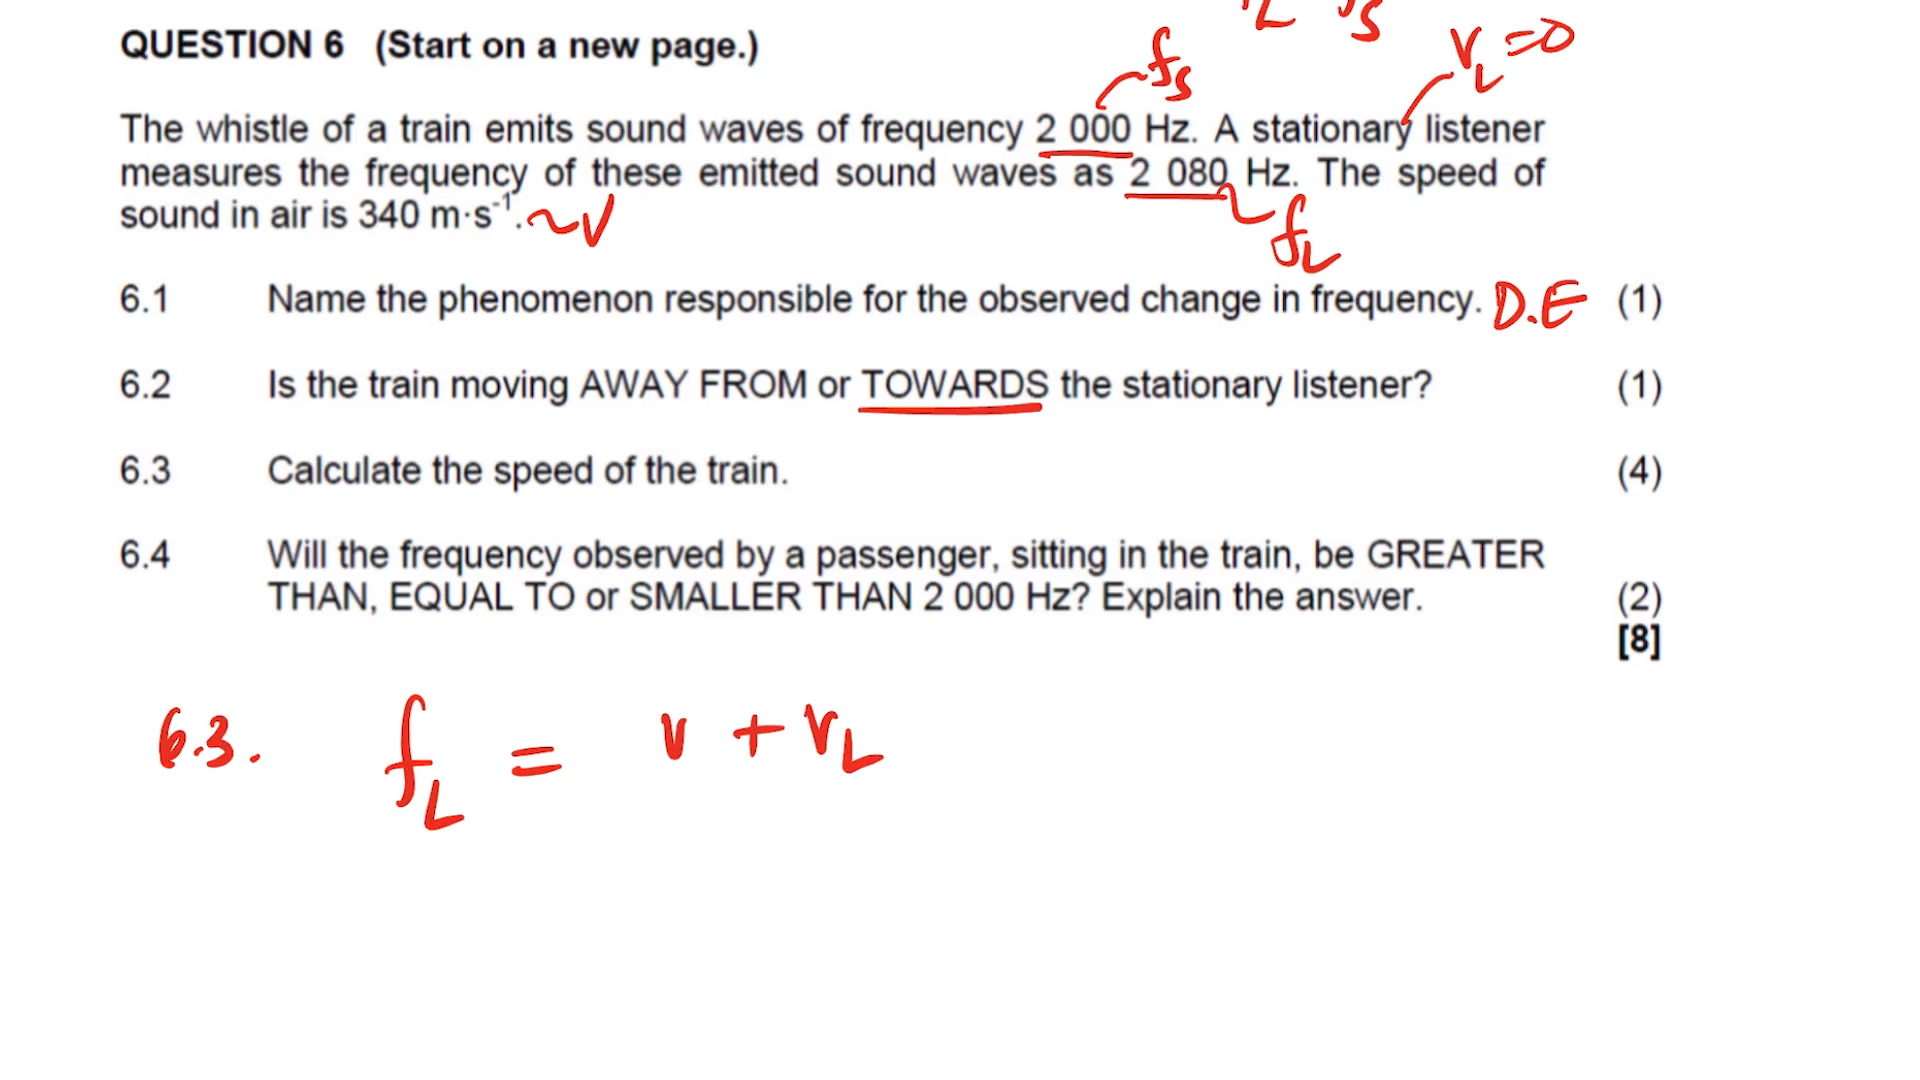 L fS
QUESTION 6 (Start on a new page.)
fS
vL = 0
The whistle of a train emits sound waves of frequency 2 000 Hz. A stationary listener
measures the frequency of these emitted sound waves as 2 080 Hz. The speed of
sound in air is 340 m·s⁻¹. ~ v
fL
6.1 Name the phenomenon responsible for the observed change in frequency. D.E (1)
6.2 Is the train moving AWAY FROM or TOWARDS the stationary listener? (1)
6.3 Calculate the speed of the train. (4)
6.4 Will the frequency observed by a passenger, sitting in the train, be GREATER
THAN, EQUAL TO or SMALLER THAN 2 000 Hz? Explain the answer. (2)
[8]
6.3. fL = v + vL